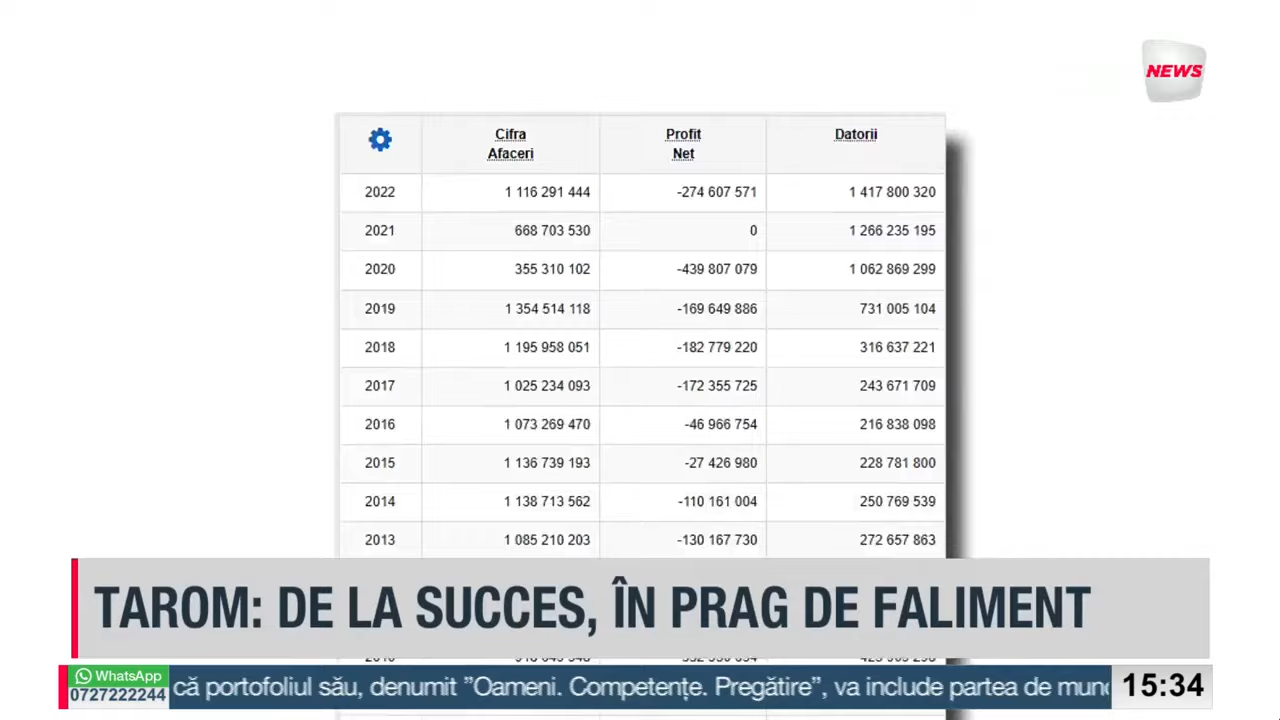 NEWS
Cifra Afaceri Profit Net Datorii
2022 1 116 291 444 -274 607 571 1 417 800 320
2021 668 703 530 0 1 266 235 195
2020 355 310 102 -439 807 079 1 062 869 299
2019 1 354 514 118 -169 649 886 731 005 104
2018 1 195 958 051 -182 779 220 316 637 221
2017 1 025 234 093 -172 355 725 243 671 709
2016 1 073 269 470 -46 966 754 216 838 098
2015 1 136 739 193 -27 426 980 228 781 800
2014 1 138 713 562 -110 161 004 250 769 539
2013 1 085 210 203 -130 167 730 272 657 863
TAROM: DE LA SUCCES, ÎN PRAG DE FALIMENT
WhatsApp
0727222244
că portofoliul său, denumit ”Oameni. Competențe. Pregătire”, va include partea de
15:34